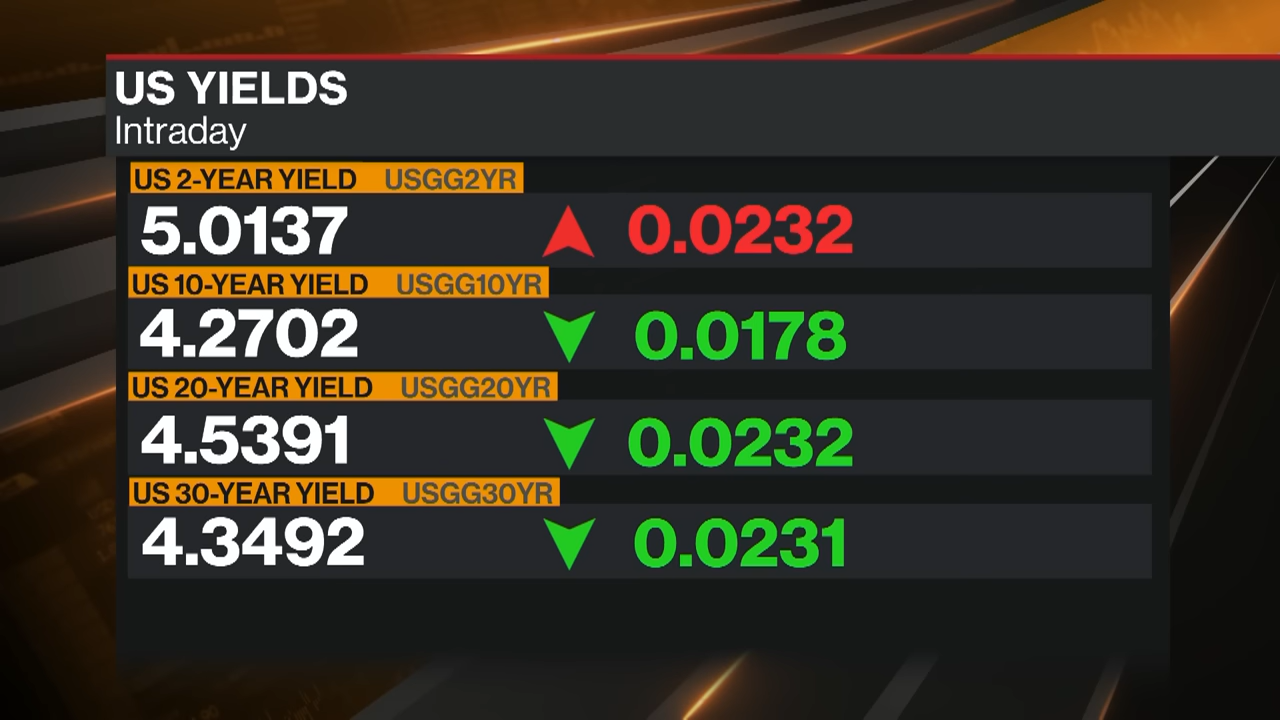 US YIELDS
Intraday
US 2-YEAR YIELD USGG2YR
5.0137 ▲ 0.0232
US 10-YEAR YIELD USGG10YR
4.2702 ▼ 0.0178
US 20-YEAR YIELD USGG20YR
4.5391 ▼ 0.0232
US 30-YEAR YIELD USGG30YR
4.3492 ▼ 0.0231